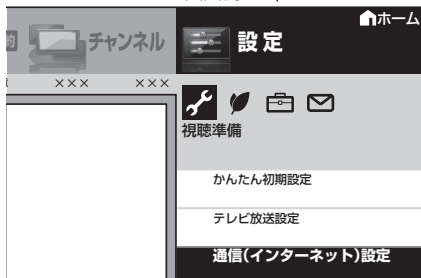 ホーム
チャンネル
設定
××× ×××
視聴準備
かんたん初期設定
テレビ放送設定
通信(インターネット)設定